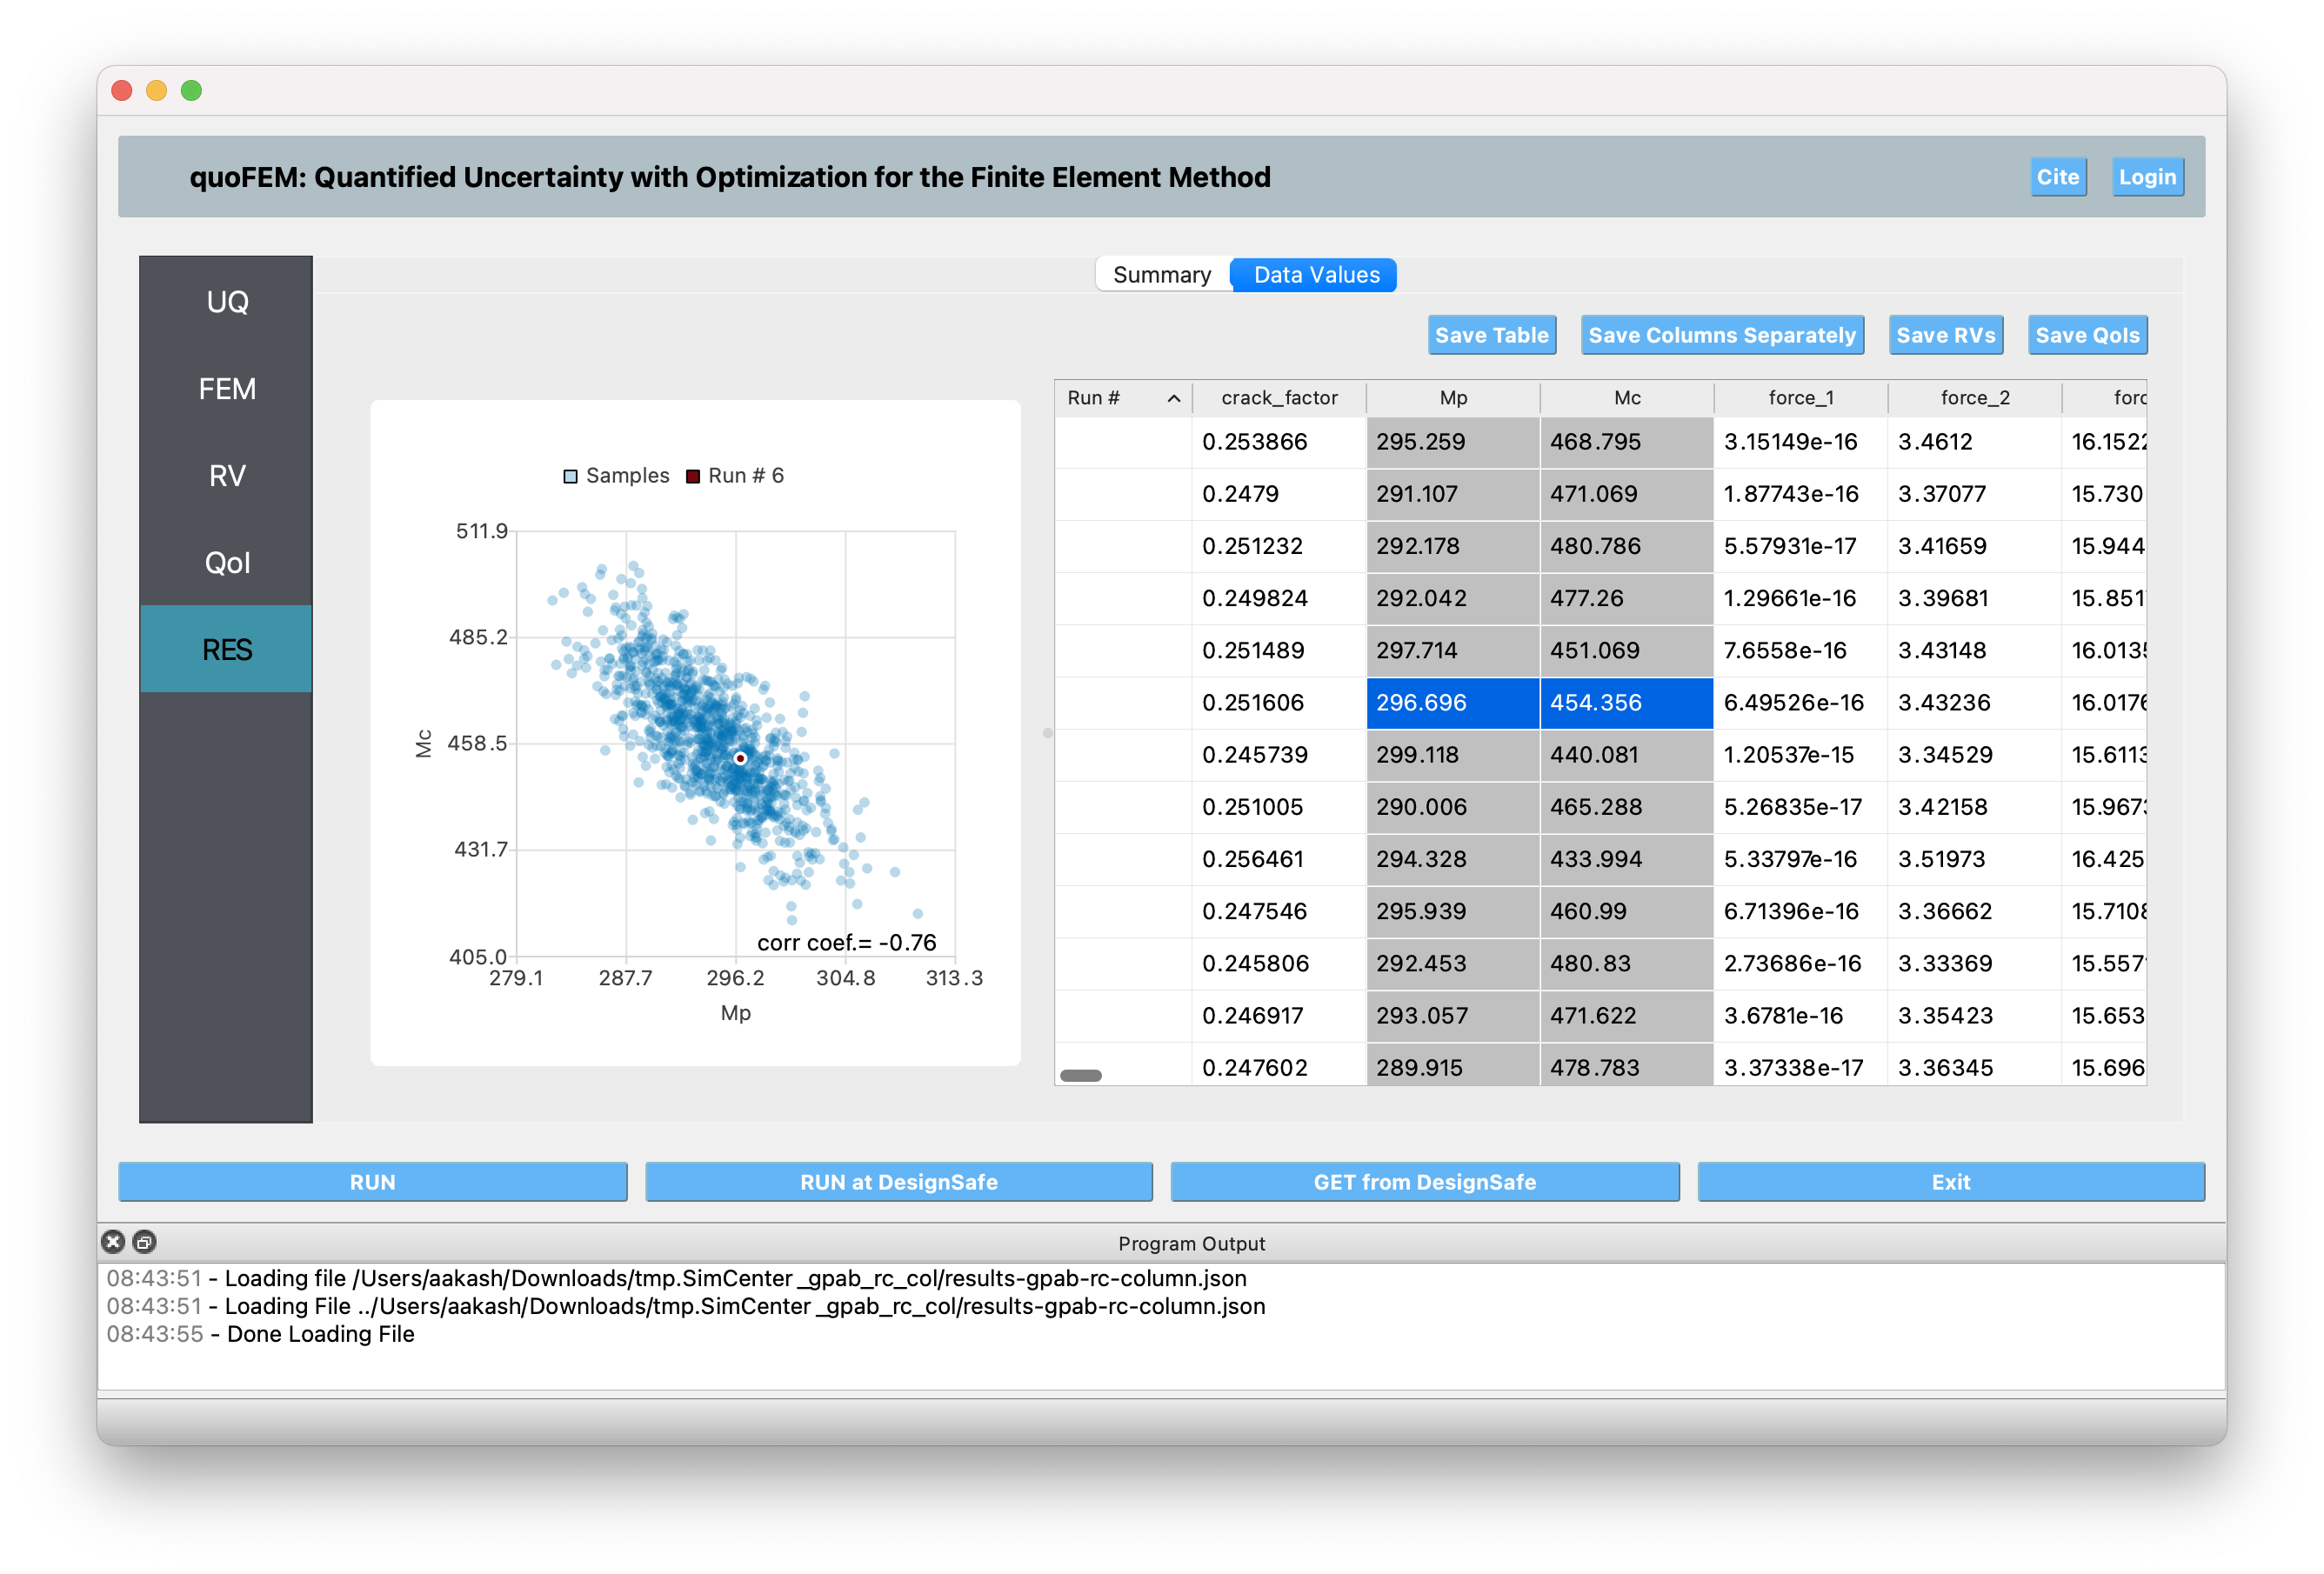 quoFEM: Quantified Uncertainty with Optimization for the Finite Element Method
Cite Login
UQ
FEM
RV
QoI
RES
Summary Data Values
Save Table Save Columns Separately Save RVs Save QoIs
Samples Run # 6
511.9
485.2
458.5
431.7
405.0
Mc
279.1 287.7 296.2 304.8 313.3
Mp
corr coef.= -0.76
Run # crack_factor Mp Mc force_1 force_2
0.253866 295.259 468.795 3.15149e-16 3.4612 16.1522
0.2479 291.107 471.069 1.87743e-16 3.37077 15.730
0.251232 292.178 480.786 5.57931e-17 3.41659 15.944
0.249824 292.042 477.26 1.29661e-16 3.39681 15.851
0.251489 297.714 451.069 7.6558e-16 3.43148 16.013
0.251606 296.696 454.356 6.49526e-16 3.43236 16.017
0.245739 299.118 440.081 1.20537e-15 3.34529 15.611
0.251005 290.006 465.288 5.26835e-17 3.42158 15.967
0.256461 294.328 433.994 5.33797e-16 3.51973 16.425
0.247546 295.939 460.99 6.71396e-16 3.36662 15.710
0.245806 292.453 480.83 2.73686e-16 3.33369 15.557
0.246917 293.057 471.622 3.6781e-16 3.35423 15.653
0.247602 289.915 478.783 3.37338e-17 3.36345 15.696
RUN RUN at DesignSafe GET from DesignSafe Exit
Program Output
08:43:51 - Loading file /Users/aakash/Downloads/tmp.SimCenter_gpab_rc_col/results-gpab-rc-column.json
08:43:51 - Loading File ../Users/aakash/Downloads/tmp.SimCenter_gpab_rc_col/results-gpab-rc-column.json
08:43:55 - Done Loading File